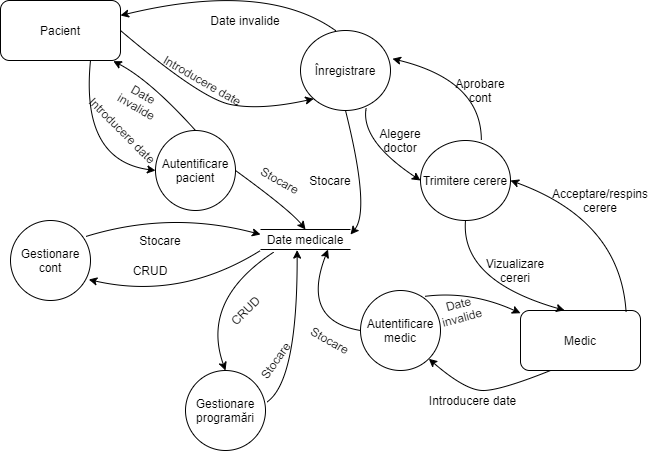 Date invalide
Pacient
Introducere date
Înregistrare
Aprobare
cont
Date
invalide
Introducere date
Alegere
doctor
Autentificare
pacient
Stocare
Stocare
Trimitere cerere
Acceptare/respins
cerere
Gestionare
cont
Stocare
CRUD
Date medicale
Vizualizare
cereri
CRUD
Stocare
Stocare
Autentificare
medic
Date
invalide
Medic
Introducere date
Gestionare
programări